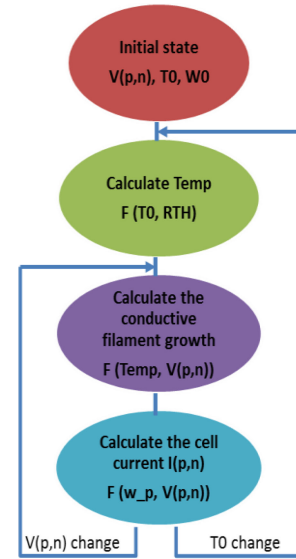 Initial state
V(p,n), T0, W0
Calculate Temp
F (T0, RTH)
Calculate the
conductive
filament growth
F (Temp, V(p,n))
Calculate the cell
current I(p,n)
F (w_p, V(p,n))
V(p,n) change
T0 change